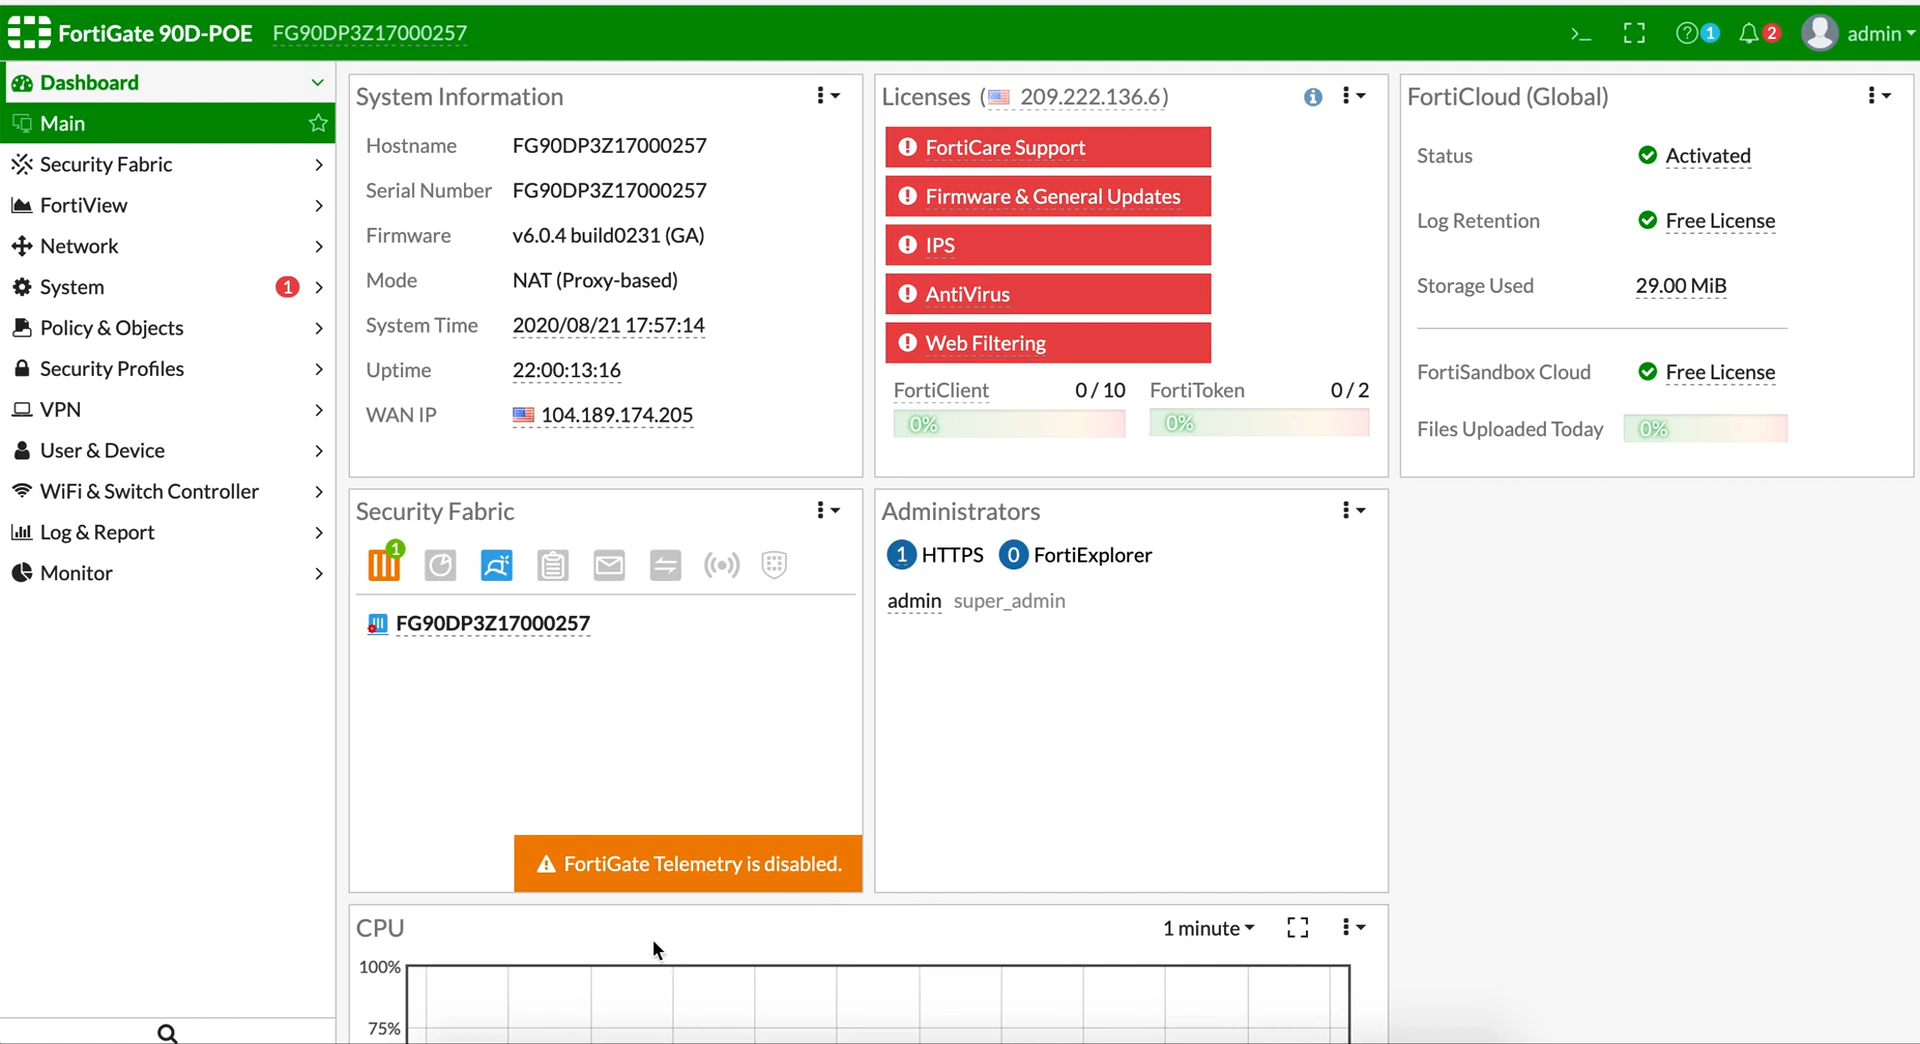 FortiGate 90D-POE FG90DP3Z17000257
1
2
admin
Dashboard
Main
Security Fabric
FortiView
Network
System 1
Policy & Objects
Security Profiles
VPN
User & Device
WiFi & Switch Controller
Log & Report
Monitor
System Information
Hostname FG90DP3Z17000257
Serial Number FG90DP3Z17000257
Firmware v6.0.4 build0231 (GA)
Mode NAT (Proxy-based)
System Time 2020/08/21 17:57:14
Uptime 22:00:13:16
WAN IP 104.189.174.205
Licenses ( 209.222.136.6)
FortiCare Support
Firmware & General Updates
IPS
AntiVirus
Web Filtering
FortiClient 0 / 10
0%
FortiToken 0 / 2
0%
FortiCloud (Global)
Status Activated
Log Retention Free License
Storage Used 29.00 MiB
FortiSandbox Cloud Free License
Files Uploaded Today 0%
Security Fabric
1
FG90DP3Z17000257
FortiGate Telemetry is disabled.
Administrators
1 HTTPS 0 FortiExplorer
admin super_admin
CPU 1 minute
100%
75%